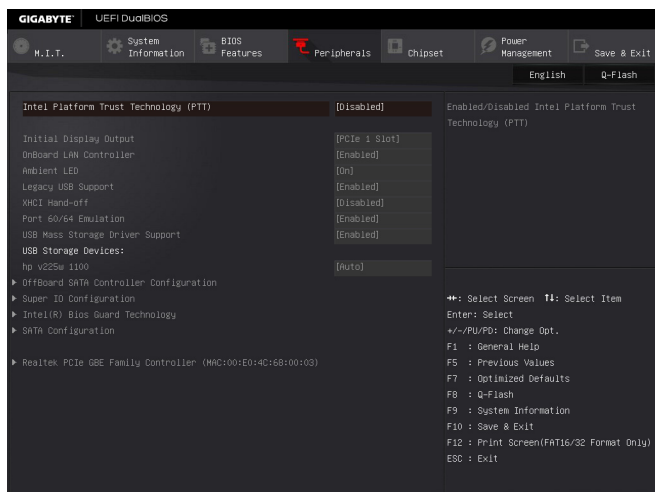 GIGABYTE™ UEFI DualBIOS
M.I.T. System Information BIOS Features Peripherals Chipset Power Management Save & Exit
English Q-Flash
Intel Platform Trust Technology (PTT) [Disabled]
Initial Display Output [PCIe 1 Slot]
OnBoard LAN Controller [Enabled]
Ambient LED [On]
Legacy USB Support [Enabled]
XHCI Hand-off [Disabled]
Port 60/64 Emulation [Enabled]
USB Mass Storage Driver Support [Enabled]
USB Storage Devices:
hp v225w 1100 [Auto]
OffBoard SATA Controller Configuration
Super IO Configuration
Intel(R) Bios Guard Technology
SATA Configuration
Realtek PCIe GBE Family Controller (MAC:00:E0:4C:68:00:03)
Enabled/Disabled Intel Platform Trust
Technology (PTT)
→←: Select Screen ↑↓: Select Item
Enter: Select
+/-/PU/PD: Change Opt.
F1 : General Help
F5 : Previous Values
F7 : Optimized Defaults
F8 : Q-Flash
F9 : System Information
F10 : Save & Exit
F12 : Print Screen(FAT16/32 Format Only)
ESC : Exit